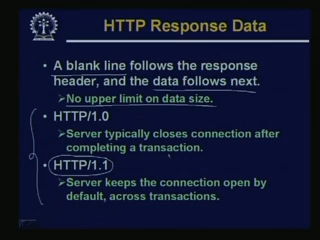 HTTP Response Data
• A blank line follows the response
header, and the data follows next.
➢No upper limit on data size.
• HTTP/1.0
➢Server typically closes connection after
completing a transaction.
• HTTP/1.1
➢Server keeps the connection open by
default, across transactions.